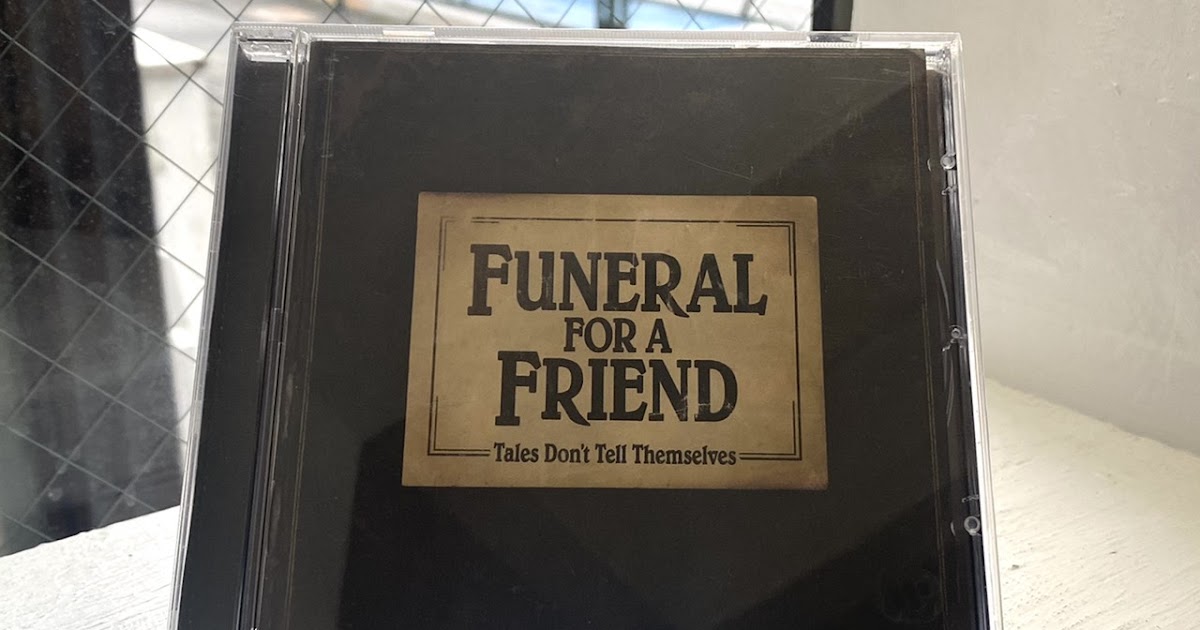 FUNERAL
FOR A
FRIEND
Tales Don't Tell Themselves